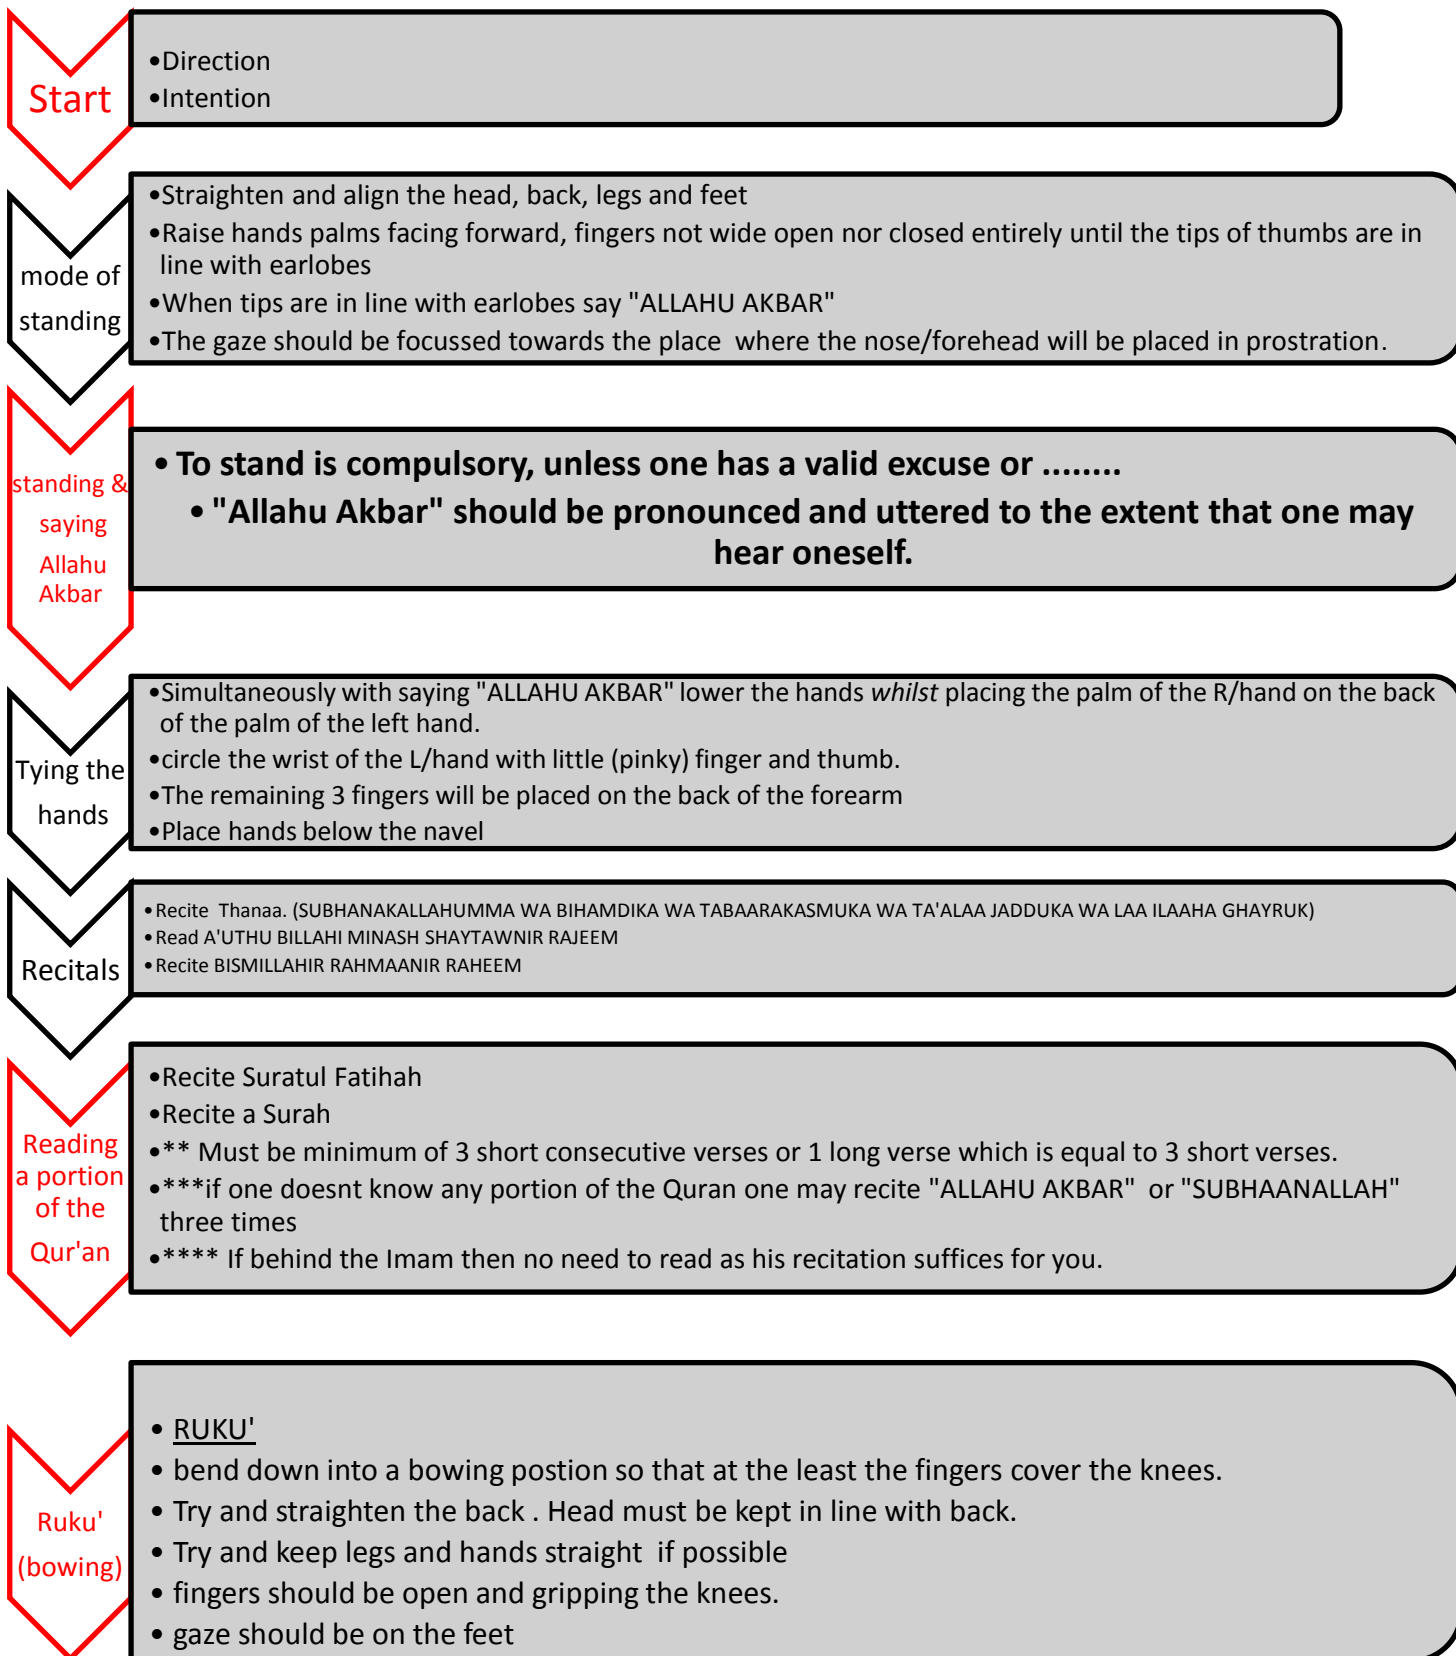 Start
•Direction
•Intention
mode of
standing
•Straighten and align the head, back, legs and feet
•Raise hands palms facing forward, fingers not wide open nor closed entirely until the tips of thumbs are in
line with earlobes
•When tips are in line with earlobes say "ALLAHU AKBAR"
•The gaze should be focussed towards the place where the nose/forehead will be placed in prostration.
standing &
saying
Allahu
Akbar
• To stand is compulsory, unless one has a valid excuse or ........
• "Allahu Akbar" should be pronounced and uttered to the extent that one may
hear oneself.
Tying the
hands
•Simultaneously with saying "ALLAHU AKBAR" lower the hands whilst placing the palm of the R/hand on the back
of the palm of the left hand.
•circle the wrist of the L/hand with little (pinky) finger and thumb.
•The remaining 3 fingers will be placed on the back of the forearm
•Place hands below the navel
Recitals
•Recite Thanaa. (SUBHANAKALLAHUMMA WA BIHAMDIKA WA TABAARAKASMUKA WA TA'ALAA JADDUKA WA LAA ILAAHA GHAYRUK)
•Read A'UTHU BILLAHI MINASH SHAYTAWNIR RAJEEM
•Recite BISMILLAHIR RAHMAANIR RAHEEM
Reading
a portion
of the
Qur'an
•Recite Suratul Fatihah
•Recite a Surah
•** Must be minimum of 3 short consecutive verses or 1 long verse which is equal to 3 short verses.
•***if one doesnt know any portion of the Quran one may recite "ALLAHU AKBAR" or "SUBHAANALLAH"
three times
•**** If behind the Imam then no need to read as his recitation suffices for you.
Ruku'
(bowing)
• RUKU'
• bend down into a bowing postion so that at the least the fingers cover the knees.
• Try and straighten the back . Head must be kept in line with back.
• Try and keep legs and hands straight if possible
• fingers should be open and gripping the knees.
• gaze should be on the feet